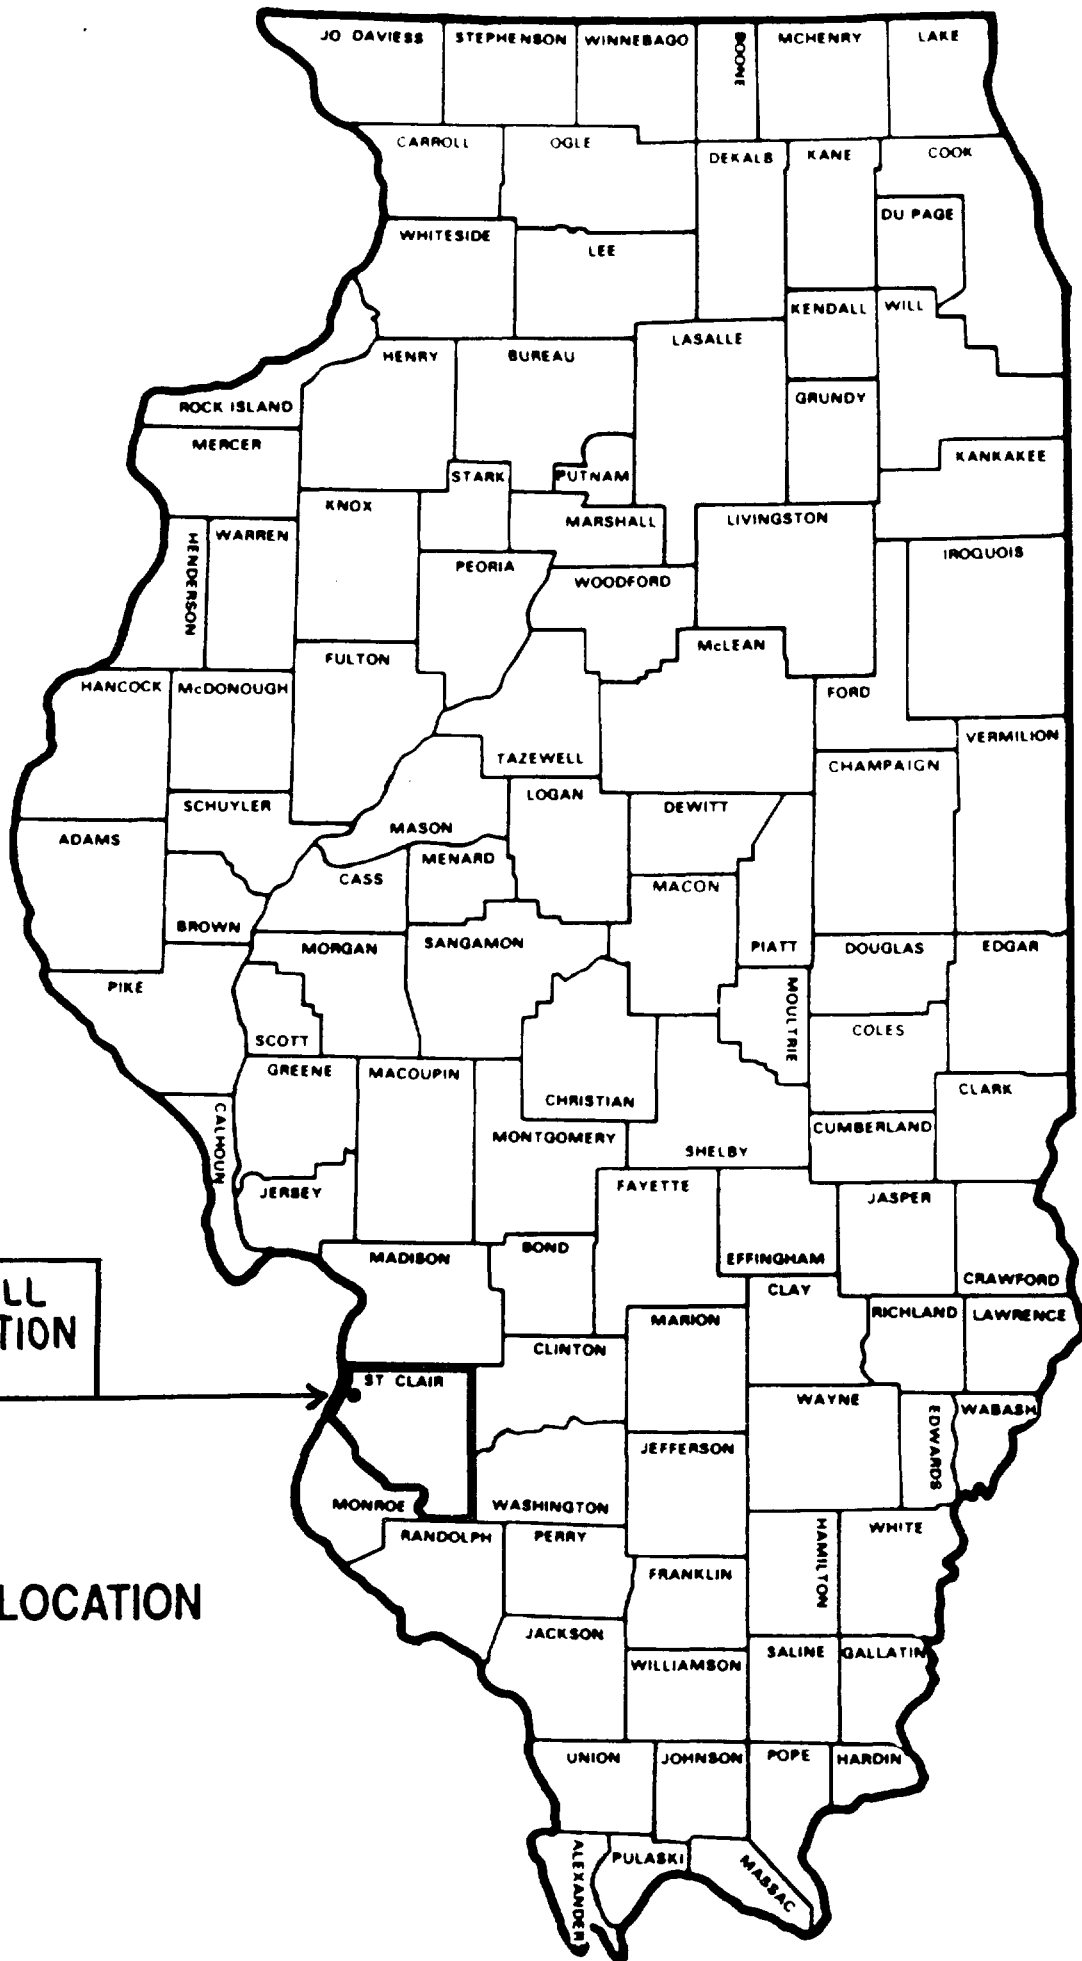 JO DAVIESS
STEPHENSON
WINNEBAGO
BOONE
MCHENRY
LAKE
CARROLL
OGLE
DEKALB
KANE
COOK
DU PAGE
WHITESIDE
LEE
KENDALL
WILL
HENRY
BUREAU
LASALLE
ROCK ISLAND
GRUNDY
MERCER
KANKAKEE
STARK
PUTNAM
KNOX
MARSHALL
LIVINGSTON
HENDERSON
WARREN
PEORIA
WOODFORD
IROQUOIS
FULTON
McLEAN
HANCOCK
McDONOUGH
FORD
TAZEWELL
VERMILION
CHAMPAIGN
SCHUYLER
LOGAN
DEWITT
ADAMS
MASON
MENARD
CASS
MACON
BROWN
MORGAN
SANGAMON
PIATT
DOUGLAS
EDGAR
PIKE
MOULTRIE
SCOTT
COLES
GREENE
MACOUPIN
CHRISTIAN
CLARK
CALHOUN
MONTGOMERY
CUMBERLAND
SHELBY
JERSEY
FAYETTE
JASPER
MADISON
BOND
EFFINGHAM
CRAWFORD
CLAY
LL
TION
MARION
RICHLAND
LAWRENCE
CLINTON
ST CLAIR
WAYNE
EDWARDS
WABASH
JEFFERSON
MONROE
WASHINGTON
RANDOLPH
PERRY
HAMILTON
WHITE
FRANKLIN
LOCATION
JACKSON
WILLIAMSON
SALINE
GALLATIN
UNION
JOHNSON
POPE
HARDIN
ALEXANDER
PULASKI
MASSAC